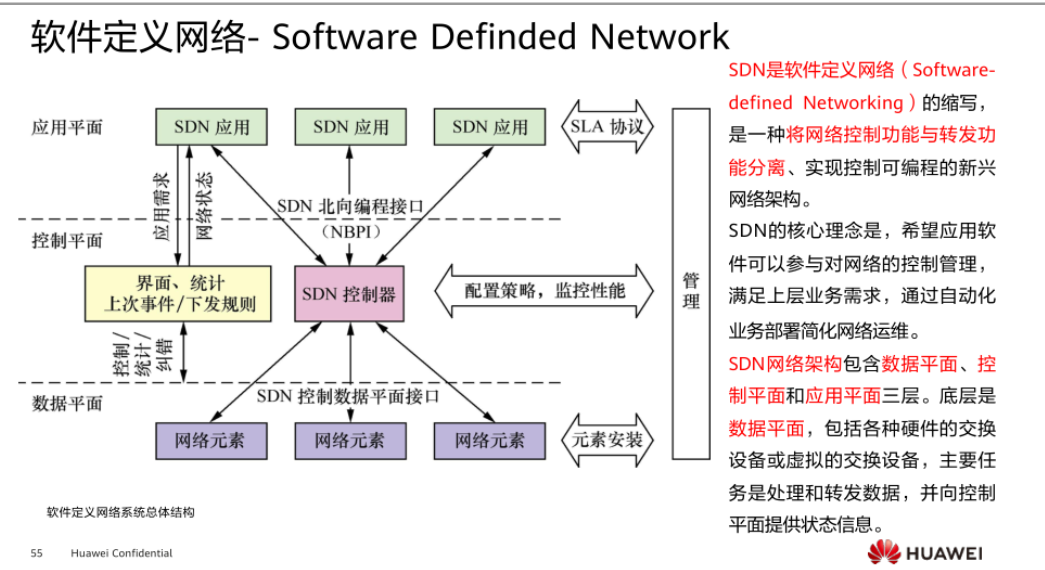 软件定义网络- Software Definded Network
应用平面
SDN 应用
SDN 应用
SDN 应用
SLA 协议
应用需求
网络状态
SDN 北向编程接口
（NBPI）
控制平面
界面、统计
上次事件/下发规则
SDN 控制器
配置策略，监控性能
管
理
控制/
统计/
纠错
SDN 控制数据平面接口
数据平面
网络元素
网络元素
网络元素
元素安装
软件定义网络系统总体结构
SDN是软件定义网络（Software-
defined Networking）的缩写，
是一种将网络控制功能与转发功
能分离、实现控制可编程的新兴
网络架构。
SDN的核心理念是，希望应用软
件可以参与对网络的控制管理，
满足上层业务需求，通过自动化
业务部署简化网络运维。
SDN网络架构包含数据平面、控
制平面和应用平面三层。底层是
数据平面，包括各种硬件的交换
设备或虚拟的交换设备，主要任
务是处理和转发数据，并向控制
平面提供状态信息。
55
Huawei Confidential
HUAWEI